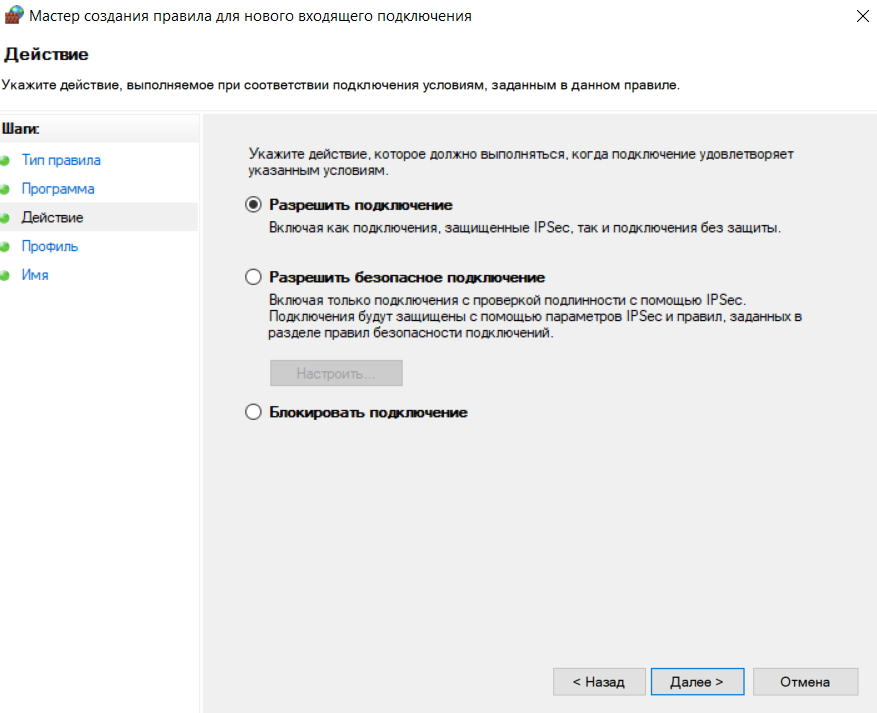 Мастер создания правила для нового входящего подключения
Действие
Укажите действие, выполняемое при соответствии подключения условиям, заданным в данном правиле.
Шаги:
Тип правила
Программа
Действие
Профиль
Имя
Укажите действие, которое должно выполняться, когда подключение удовлетворяет
указанным условиям.
Разрешить подключение
Включая как подключения, защищенные IPSec, так и подключения без защиты.
Разрешить безопасное подключение
Включая только подключения с проверкой подлинности с помощью IPSec.
Подключения будут защищены с помощью параметров IPSec и правил, заданных в
разделе правил безопасности подключений.
Настроить...
Блокировать подключение
< Назад
Далее >
Отмена